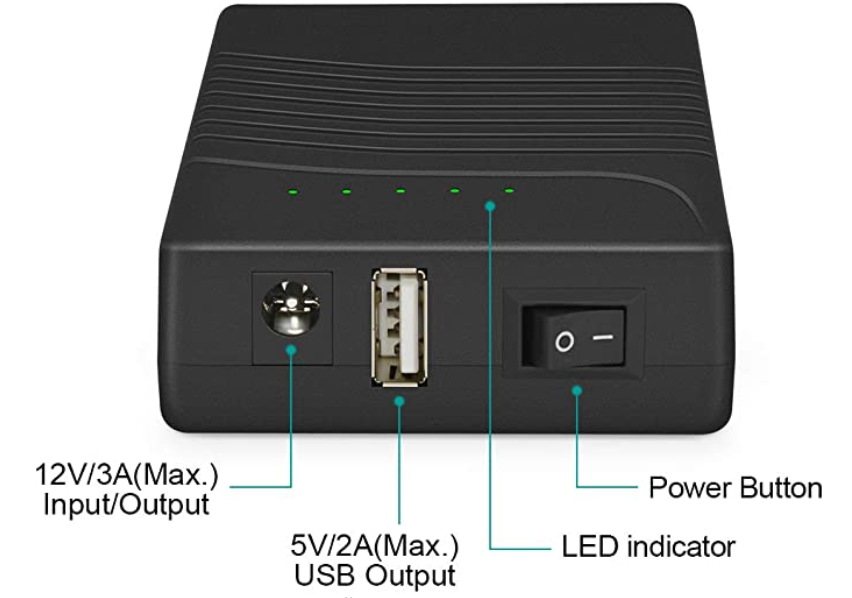 12V/3A(Max.)
Input/Output
5V/2A(Max.)
USB Output
LED indicator
Power Button
O —